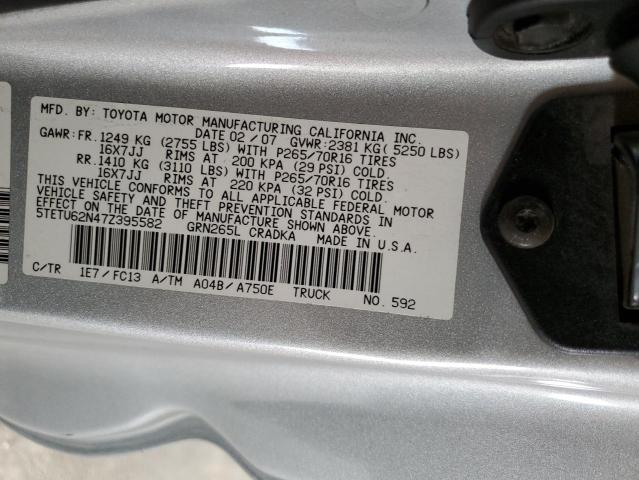 MFD. BY: TOYOTA MOTOR MANUFACTURING CALIFORNIA INC.
DATE 02/07 GVWR:2381 KG(5250 LBS)
GAWR:FR.1249 KG (2755 LBS) WITH P265/70R16 TIRES
16X7JJ RIMS AT 200 KPA (29 PSI) COLD.
RR.1410 KG (3110 LBS) WITH P265/70R16 TIRES
16X7JJ RIMS AT 220 KPA (32 PSI) COLD.
THIS VEHICLE CONFORMS TO ALL APPLICABLE FEDERAL MOTOR
VEHICLE SAFETY AND THEFT PREVENTION STANDARDS IN
EFFECT ON THE DATE OF MANUFACTURE SHOWN ABOVE.
5TETU62N47Z395582 GRN265L CRADKA MADE IN U.S.A.
C/TR 1E7/FC13 A/TM A04B/A750E TRUCK NO. 592